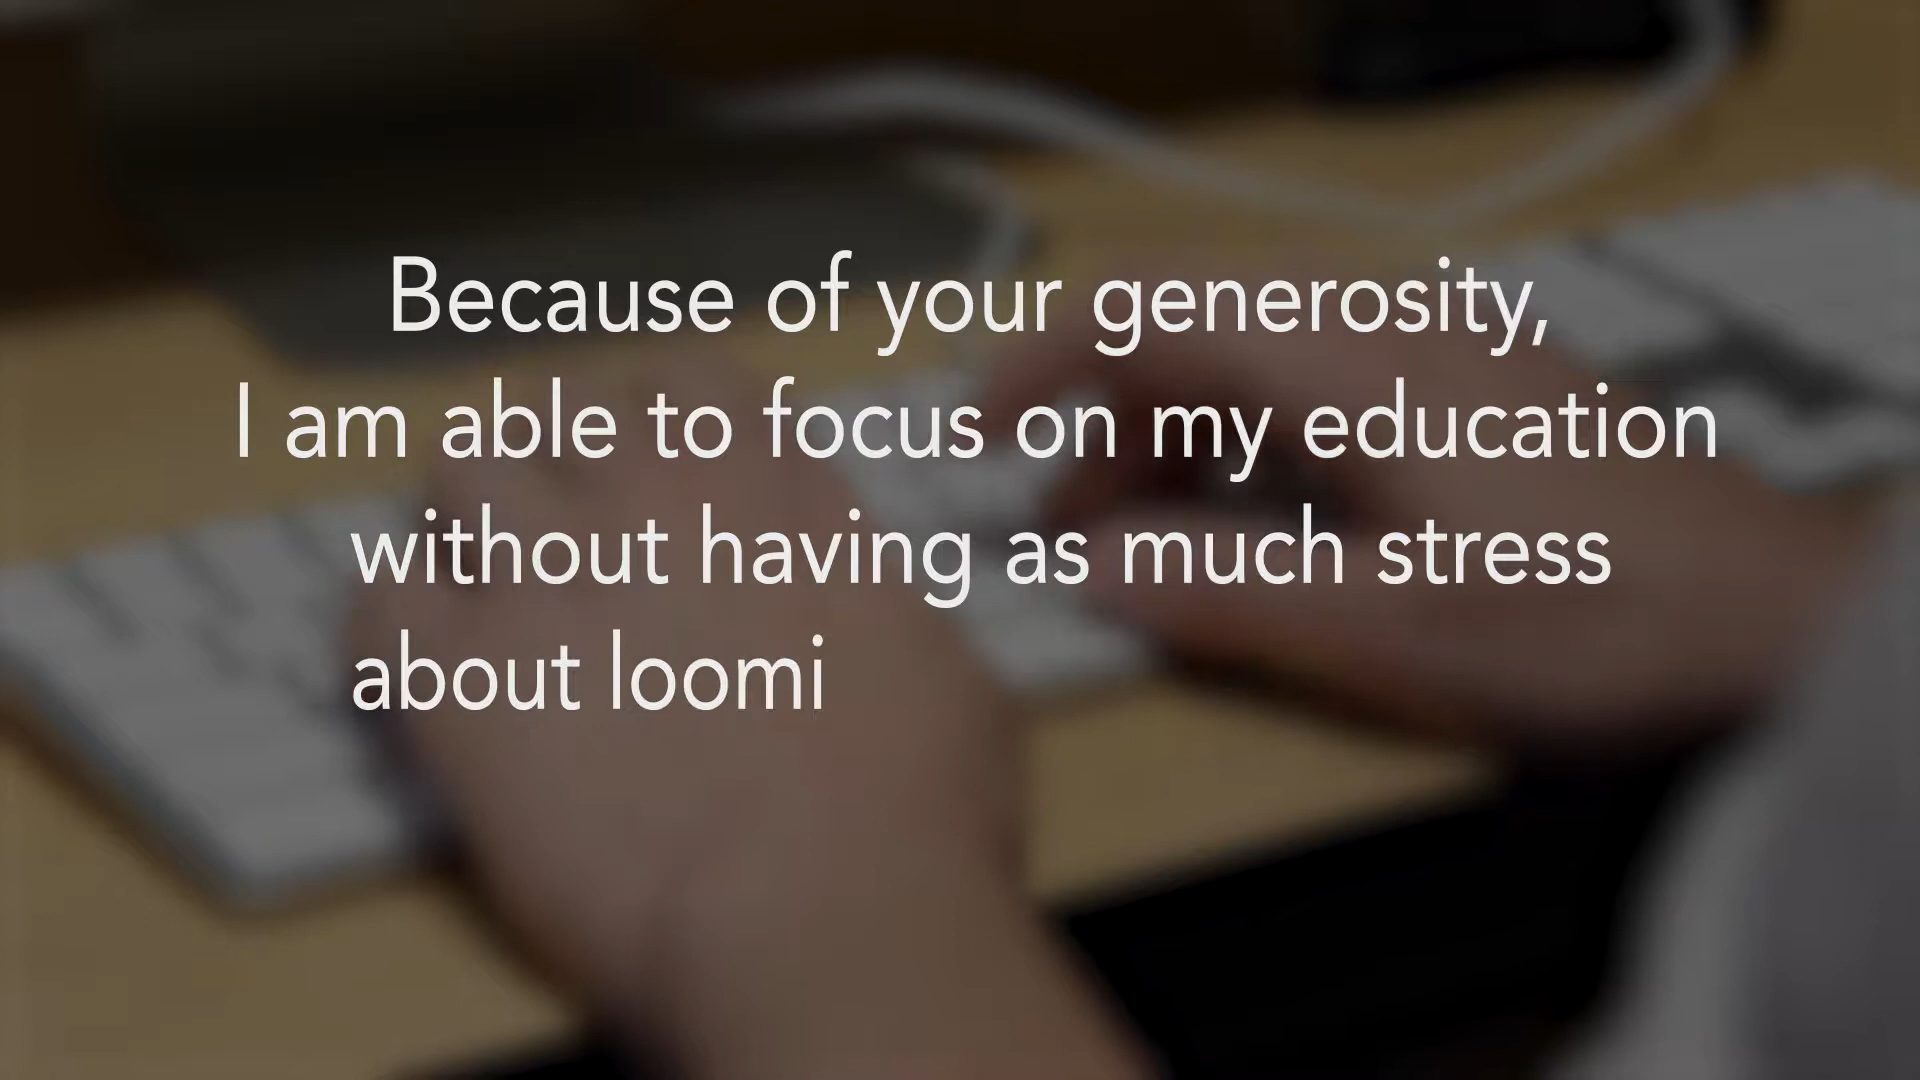 Because of your generosity,
I am able to focus on my education
without having as much stress
about loomi